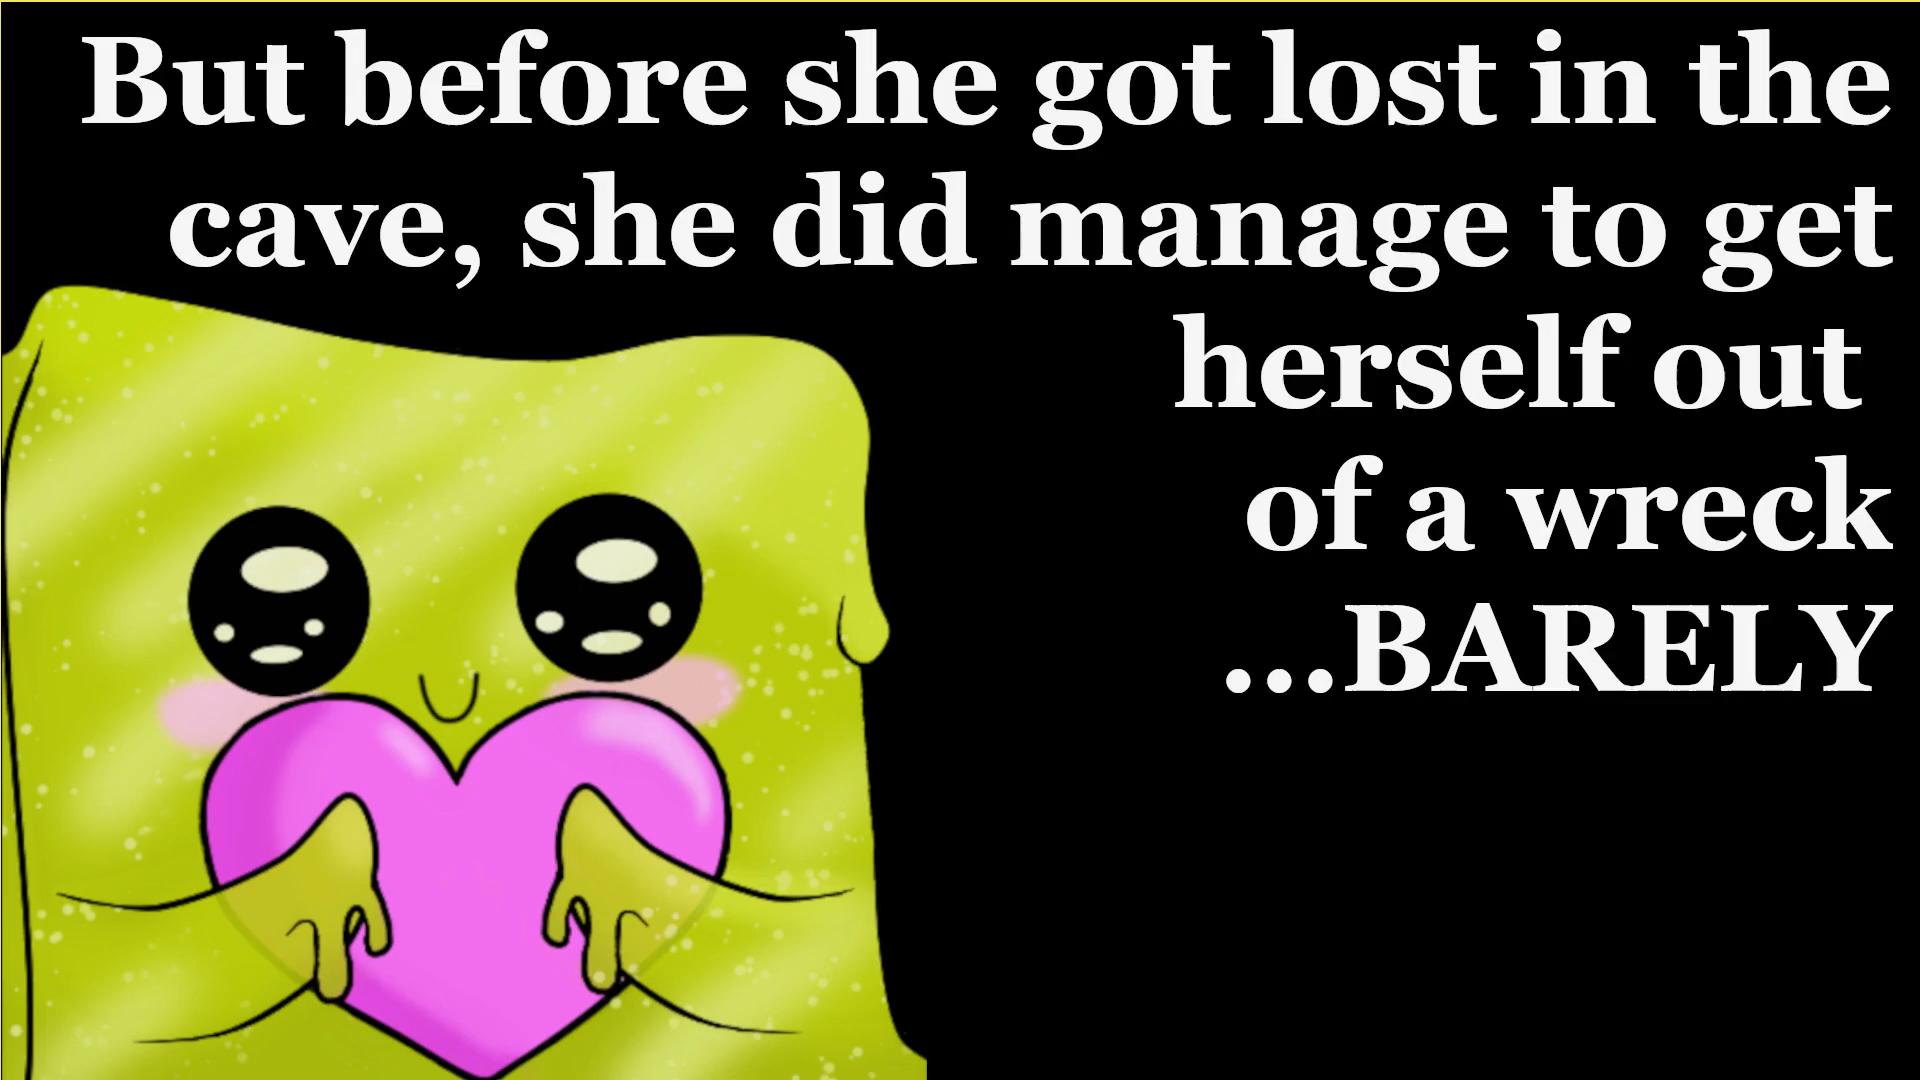 But before she got lost in the
cave, she did manage to get
herself out
of a wreck
...BARELY